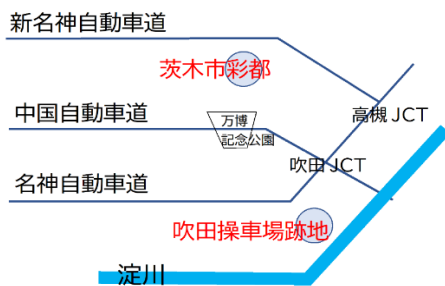 新名神自動車道
茨木市彩都
高槻 JCT
中国自動車道
万博
記念公園
吹田 JCT
名神自動車道
吹田操車場跡地
淀川